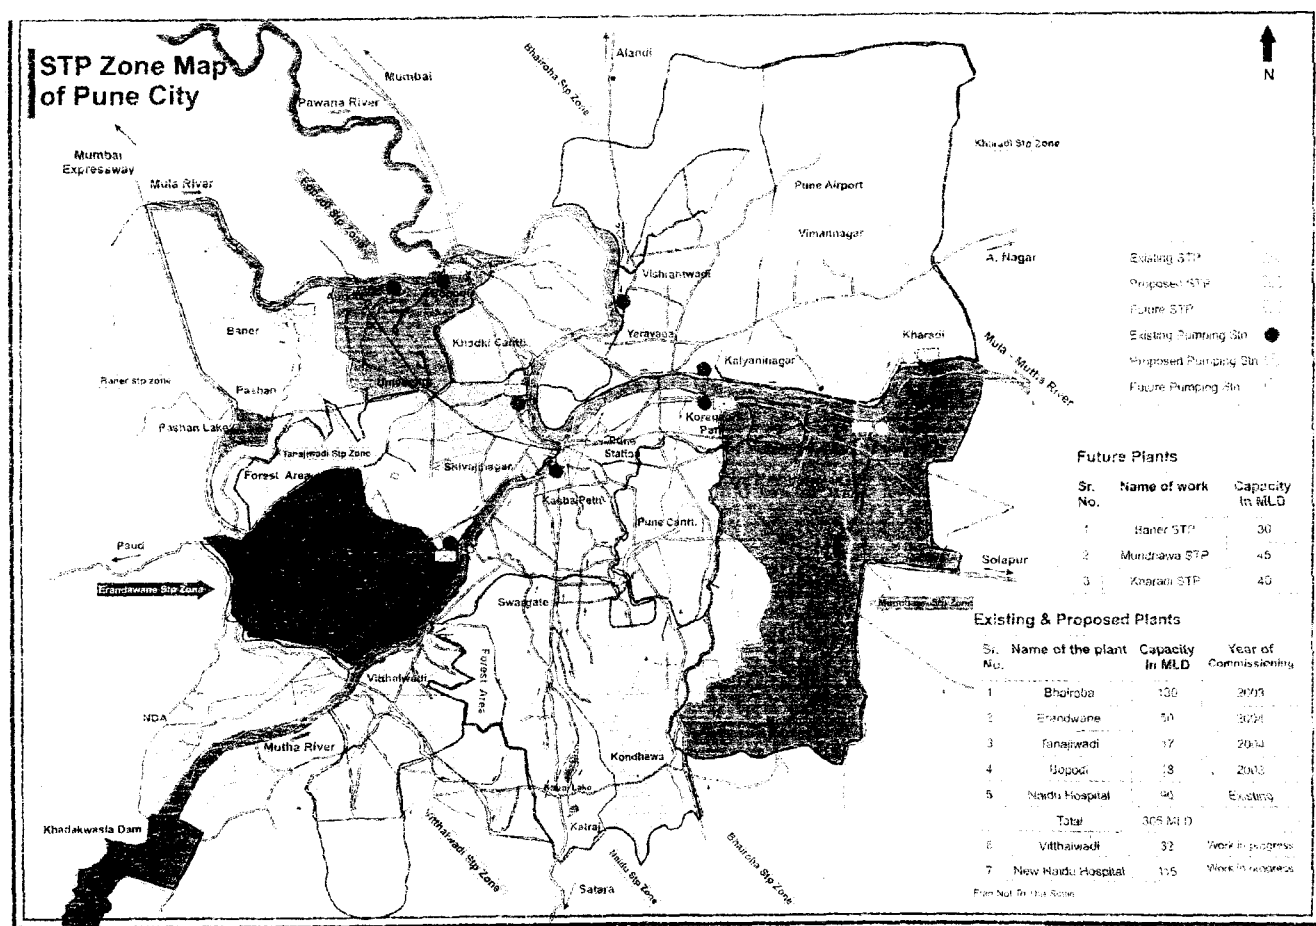 STP Zone Map
of Pune City
N
Alandi
Bhairoba Stp Zone
Mumbai
Pawana River
Mumbai
Expressway
Mula River
Kharadi Stp Zone
Pune Airport
Vimannagar
A. Nagar
Vishrantwadi
Baner
Khadki Cantt.
Yeravada
Kalyaninagar
Kharadi
Mula - Mutha River
Baner stp zone
Pashan
Pashan Lake
Tanajiwadi Stp Zone
Forest Area
Shivajinagar
Pune
Station
Kasba Peth
Pune Cantt.
Paud
Erandawane Stp Zone
Solapur
Swargate
Forest Area
Vitthalwadi
NDA
Mutha River
Kondhawa
Katraj
Khadakwasla Dam
Vitthalwadi Stp Zone
Naidu Stp Zone
Bhairoba Stp Zone
Satara
Existing STP
Proposed STP
Future STP
Existing Pumping Stn
Proposed Pumping Stn
Future Pumping Stn
Future Plants
Sr. No. Name of work Capacity In MLD
1 Baner STP 30
2 Mundhawa STP 45
3 Kharadi STP 40
Existing & Proposed Plants
Sr. No. Name of the plant Capacity In MLD Year of Commissioning
1 Bhairoba 130 2003
2 Erandwane 50
3 Tanajiwadi 17 2004
4 Bopodi 18 2003
5 Naidu Hospital 90 Existing
Total 305 MLD
6 Vitthalwadi 32 Work in progress
7 New Naidu Hospital 115 Work in progress